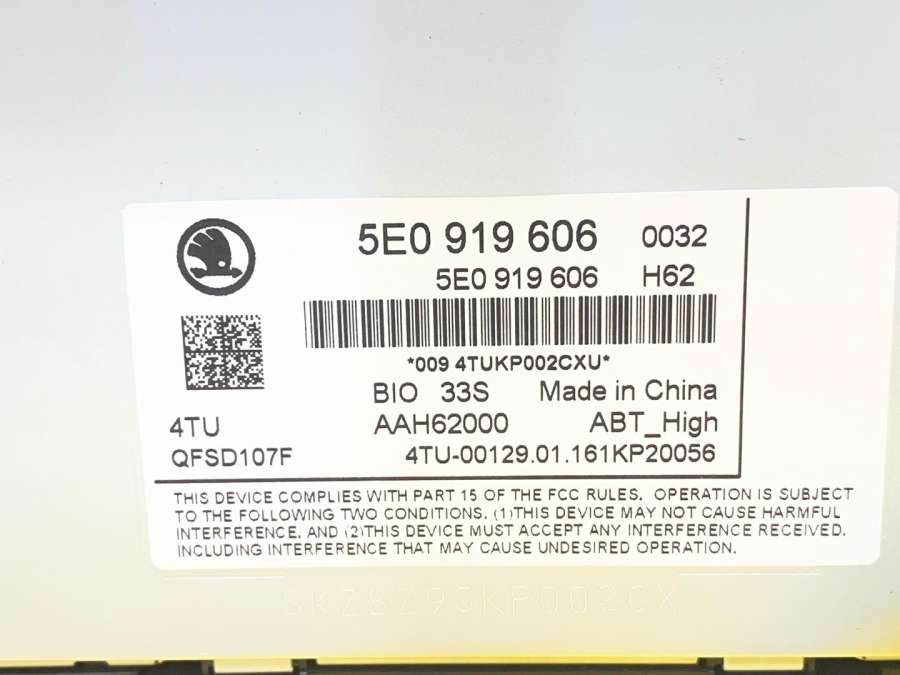 5E0 919 606 0032
5E0 919 606 H62
*009 4TUKP002CXU*
BIO 33S Made in China
4TU AAH62000 ABT_High
QFSD107F 4TU-00129.01.161KP20056
THIS DEVICE COMPLIES WITH PART 15 OF THE FCC RULES. OPERATION IS SUBJECT
TO THE FOLLOWING TWO CONDITIONS. (1)THIS DEVICE MAY NOT CAUSE HARMFUL
INTERFERENCE, AND (2)THIS DEVICE MUST ACCEPT ANY INTERFERENCE RECEIVED.
INCLUDING INTERFERENCE THAT MAY CAUSE UNDESIRED OPERATION.